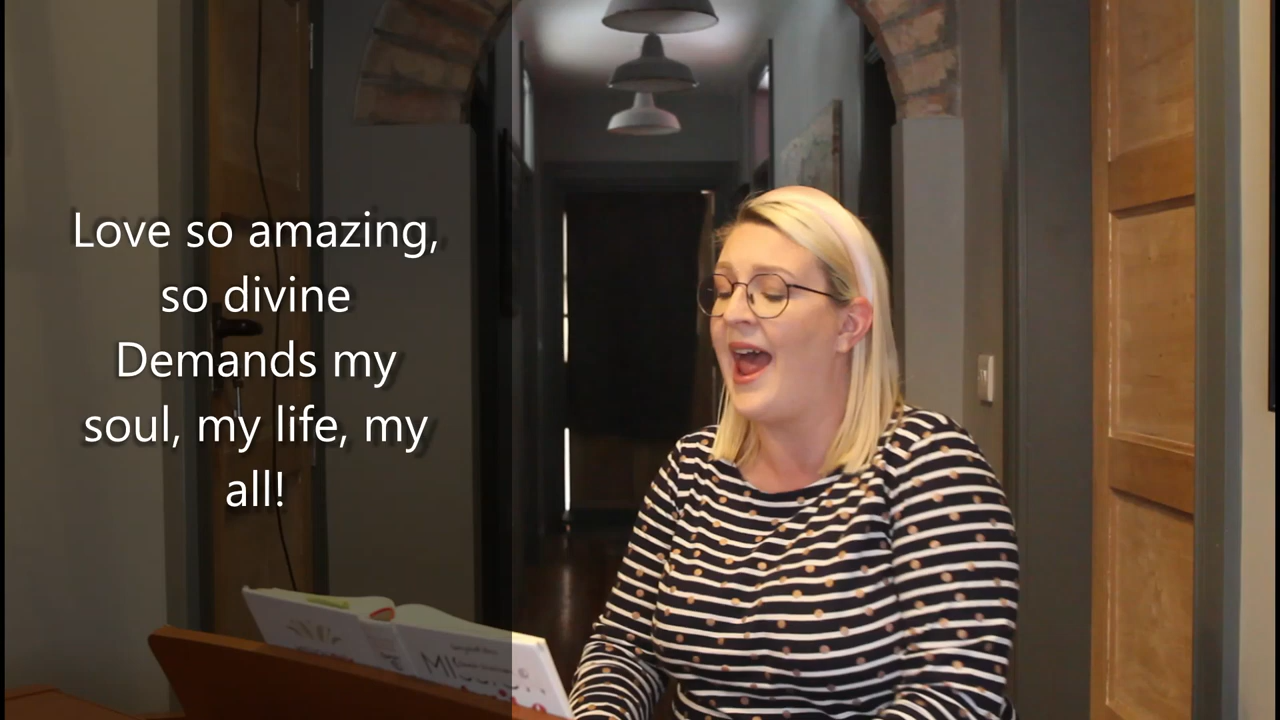 Love so amazing,
so divine
Demands my
soul, my life, my
all!